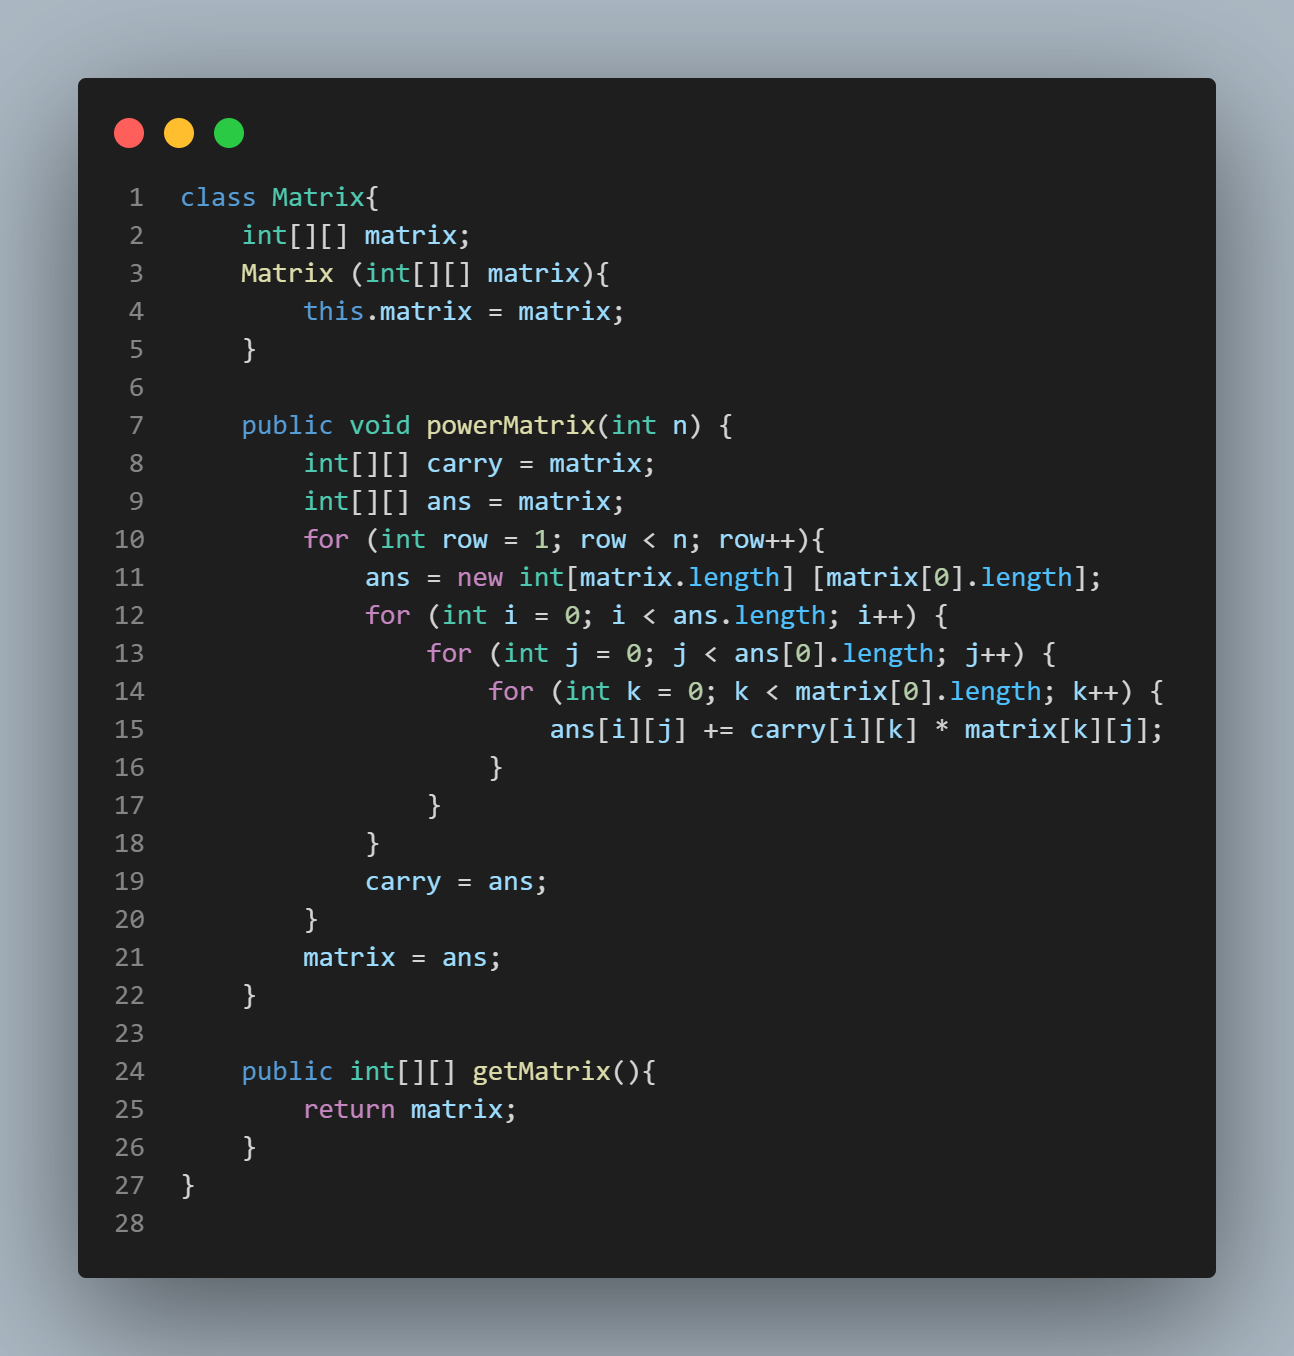 1 class Matrix{
2     int[][] matrix;
3     Matrix (int[][] matrix){
4         this.matrix = matrix;
5     }
6
7     public void powerMatrix(int n) {
8         int[][] carry = matrix;
9         int[][] ans = matrix;
10         for (int row = 1; row < n; row++){
11             ans = new int[matrix.length] [matrix[0].length];
12             for (int i = 0; i < ans.length; i++) {
13                 for (int j = 0; j < ans[0].length; j++) {
14                     for (int k = 0; k < matrix[0].length; k++) {
15                         ans[i][j] += carry[i][k] * matrix[k][j];
16                     }
17                 }
18             }
19             carry = ans;
20         }
21         matrix = ans;
22     }
23
24     public int[][] getMatrix(){
25         return matrix;
26     }
27 }
28